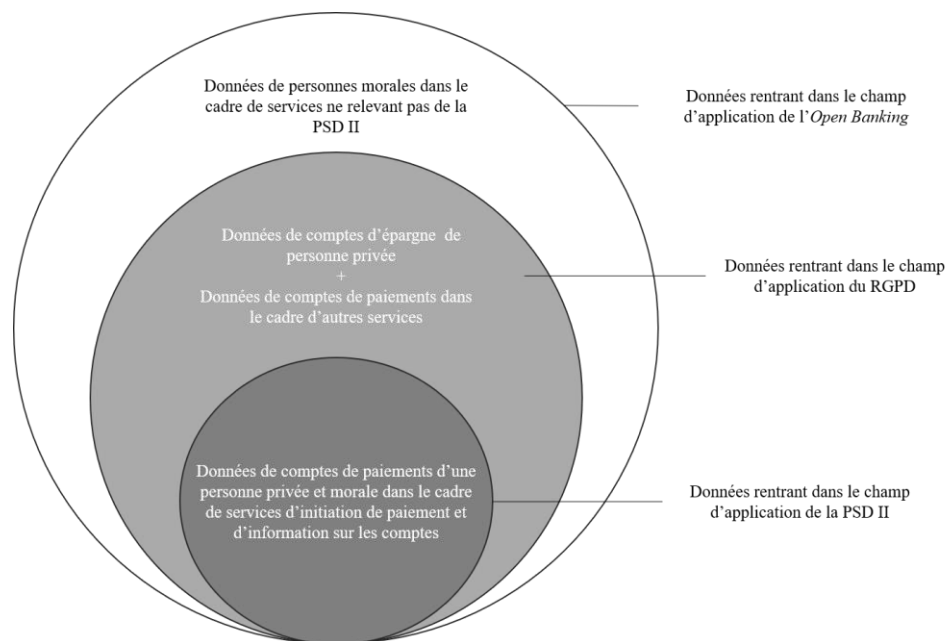 Données de personnes morales dans le
cadre de services ne relevant pas de la
PSD II
Données rentrant dans le champ
d'application de l'Open Banking
Données de comptes d'épargne de
personne privée
+
Données de comptes de paiements dans
le cadre d'autres services
Données rentrant dans le champ
d'application du RGPD
Données de comptes de paiements d'une
personne privée et morale dans le cadre
de services d'initiation de paiement et
d'information sur les comptes
Données rentrant dans le champ
d'application de la PSD II